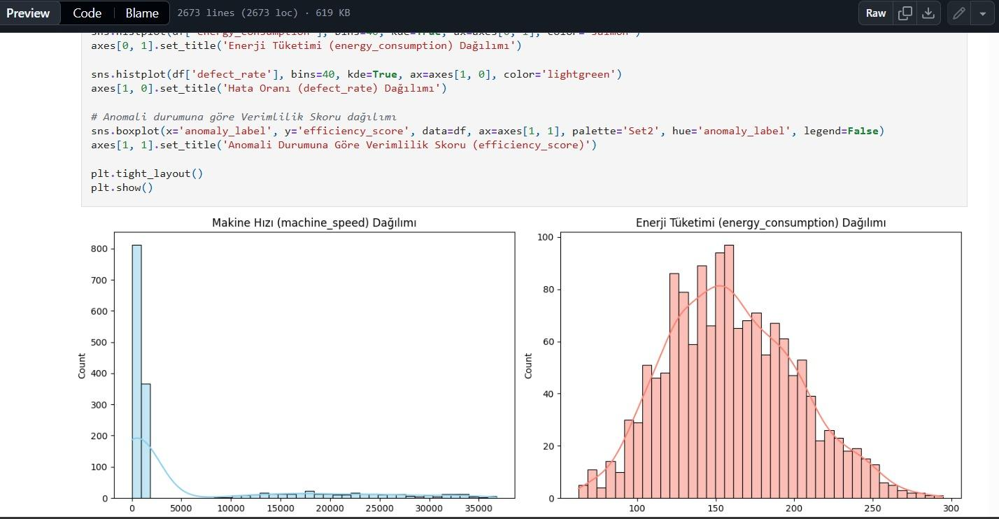 Preview Code Blame 2673 lines (2673 loc) · 619 KB Raw
sns.histplot(df['energy_consumption'], bins=40, kde=True, ax=axes[0, 1], color='salmon')
axes[0, 1].set_title('Enerji Tüketimi (energy_consumption) Dağılımı')
sns.histplot(df['defect_rate'], bins=40, kde=True, ax=axes[1, 0], color='lightgreen')
axes[1, 0].set_title('Hata Oranı (defect_rate) Dağılımı')
# Anomali durumuna göre Verimlilik Skoru dağılımı
sns.boxplot(x='anomaly_label', y='efficiency_score', data=df, ax=axes[1, 1], palette='Set2', hue='anomaly_label', legend=False)
axes[1, 1].set_title('Anomali Durumuna Göre Verimlilik Skoru (efficiency_score)')
plt.tight_layout()
plt.show()
Makine Hızı (machine_speed) Dağılımı
800
700
600
500
400
300
200
100
0
Count
0 5000 10000 15000 20000 25000 30000 35000
Enerji Tüketimi (energy_consumption) Dağılımı
100
80
60
40
20
0
Count
100 150 200 250 300